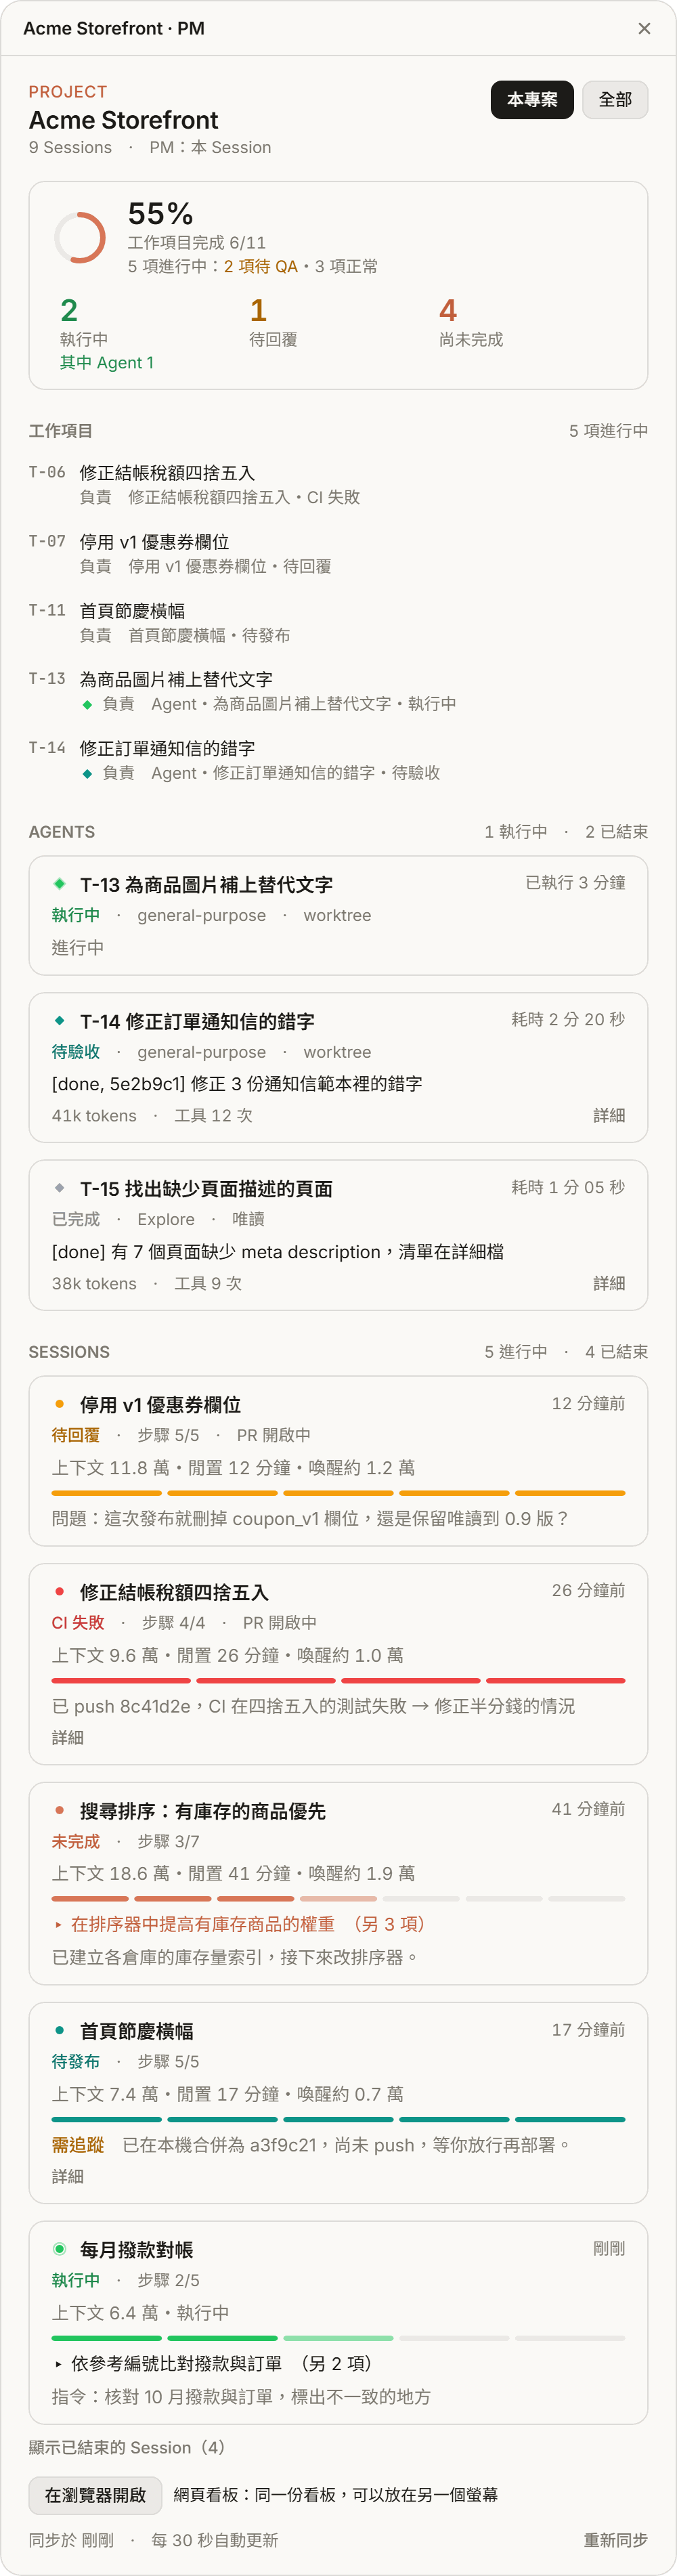 Acme Storefront · PM
×
PROJECT
本專案
全部
Acme Storefront
9 Sessions · PM：本 Session
55%
工作項目完成 6/11
5 項進行中：2 項待 QA・3 項正常
2
1
4
執行中
待回覆
尚未完成
其中 Agent 1
工作項目
5 項進行中
T-06 修正結帳稅額四捨五入
負責 修正結帳稅額四捨五入・CI 失敗
T-07 停用 v1 優惠券欄位
負責 停用 v1 優惠券欄位・待回覆
T-11 首頁節慶橫幅
負責 首頁節慶橫幅・待發布
T-13 為商品圖片補上替代文字
負責 Agent・為商品圖片補上替代文字・執行中
T-14 修正訂單通知信的錯字
負責 Agent・修正訂單通知信的錯字・待驗收
AGENTS
1 執行中 · 2 已結束
T-13 為商品圖片補上替代文字
已執行 3 分鐘
執行中 · general-purpose · worktree
進行中
T-14 修正訂單通知信的錯字
耗時 2 分 20 秒
待驗收 · general-purpose · worktree
[done, 5e2b9c1] 修正 3 份通知信範本裡的錯字
41k tokens · 工具 12 次
詳細
T-15 找出缺少頁面描述的頁面
耗時 1 分 05 秒
已完成 · Explore · 唯讀
[done] 有 7 個頁面缺少 meta description，清單在詳細檔
38k tokens · 工具 9 次
詳細
SESSIONS
5 進行中 · 4 已結束
停用 v1 優惠券欄位
12 分鐘前
待回覆 · 步驟 5/5 · PR 開啟中
上下文 11.8 萬・閒置 12 分鐘・喚醒約 1.2 萬
問題：這次發布就刪掉 coupon_v1 欄位，還是保留唯讀到 0.9 版？
修正結帳稅額四捨五入
26 分鐘前
CI 失敗 · 步驟 4/4 · PR 開啟中
上下文 9.6 萬・閒置 26 分鐘・喚醒約 1.0 萬
已 push 8c41d2e，CI 在四捨五入的測試失敗 → 修正半分錢的情況
詳細
搜尋排序：有庫存的商品優先
41 分鐘前
未完成 · 步驟 3/7
上下文 18.6 萬・閒置 41 分鐘・喚醒約 1.9 萬
▸ 在排序器中提高有庫存商品的權重 （另 3 項）
已建立各倉庫的庫存量索引，接下來改排序器。
首頁節慶橫幅
17 分鐘前
待發布 · 步驟 5/5
上下文 7.4 萬・閒置 17 分鐘・喚醒約 0.7 萬
需追蹤 已在本機合併為 a3f9c21，尚未 push，等你放行再部署。
詳細
每月撥款對帳
剛剛
執行中 · 步驟 2/5
上下文 6.4 萬・執行中
▸ 依參考編號比對撥款與訂單 （另 2 項）
指令：核對 10 月撥款與訂單，標出不一致的地方
顯示已結束的 Session（4）
在瀏覽器開啟
網頁看板：同一份看板，可以放在另一個螢幕
同步於 剛剛 · 每 30 秒自動更新
重新同步